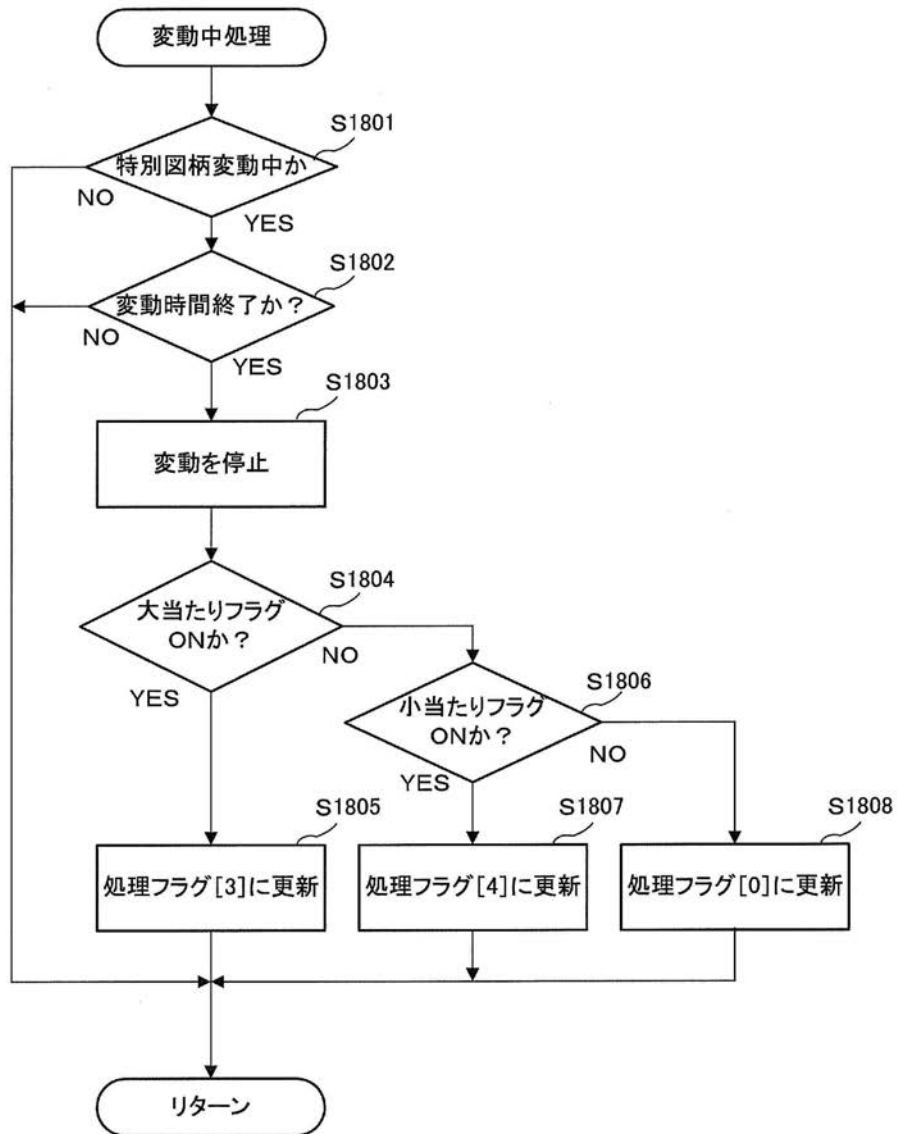 変動中処理
S1801
特別図柄変動中か
NO
YES
S1802
変動時間終了か？
NO
YES
S1803
変動を停止
S1804
大当たりフラグ
ONか？
NO
YES
S1806
小当たりフラグ
ONか？
NO
YES
S1805
処理フラグ[3]に更新
S1807
処理フラグ[4]に更新
S1808
処理フラグ[0]に更新
リターン